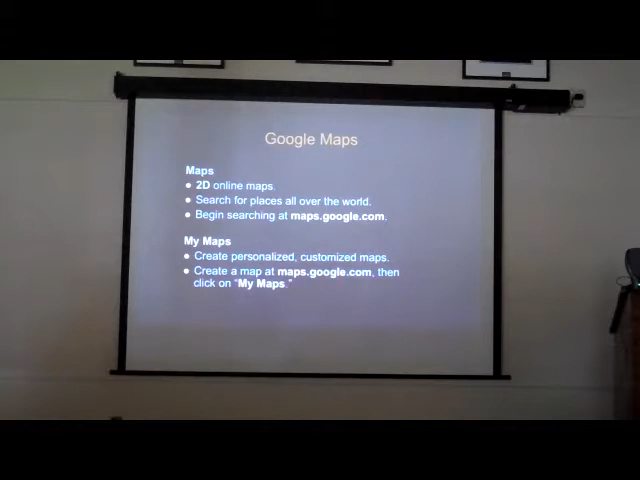 Google Maps
Maps
● 2D online maps.
● Search for places all over the world.
● Begin searching at maps.google.com.
My Maps
● Create personalized, customized maps.
● Create a map at maps.google.com, then
click on "My Maps."